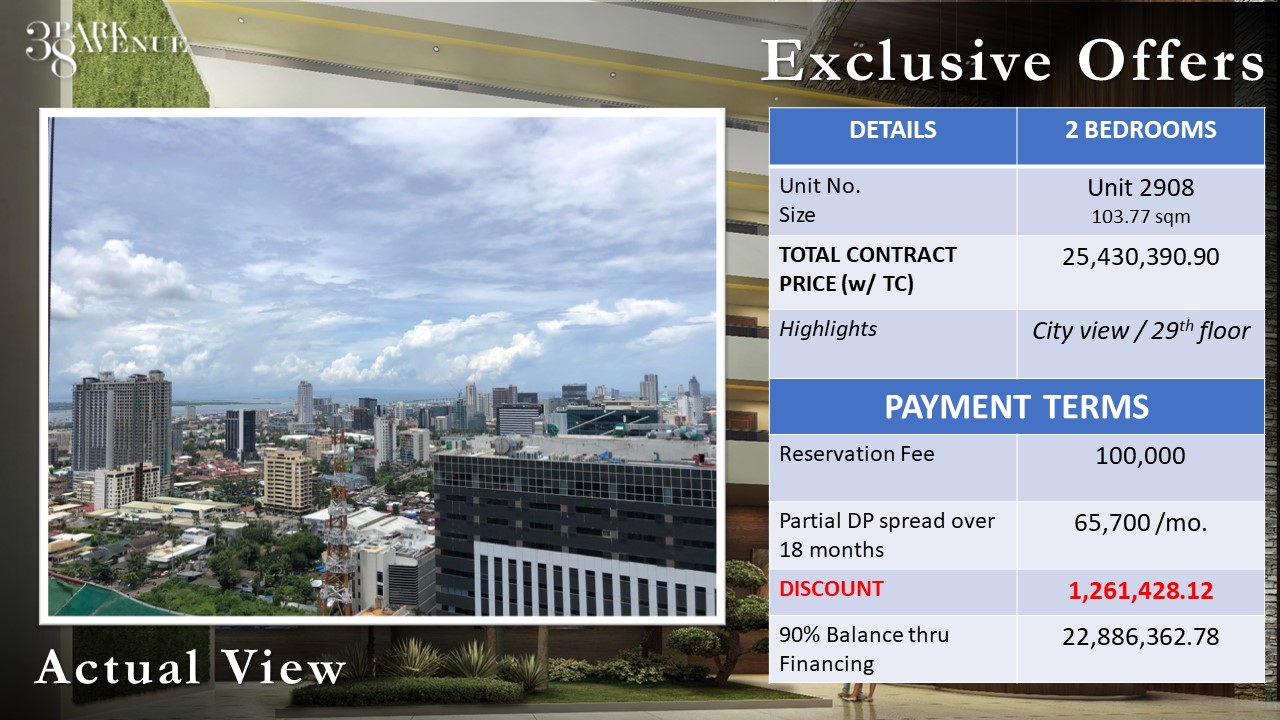 38 PARK AVENUE
Exclusive Offers
DETAILS
2 BEDROOMS
Unit No.
Size
Unit 2908
103.77 sqm
TOTAL CONTRACT
PRICE (w/ TC)
25,430,390.90
Highlights
City view / 29th floor
PAYMENT TERMS
Reservation Fee
100,000
Partial DP spread over
18 months
65,700 /mo.
DISCOUNT
1,261,428.12
90% Balance thru
Financing
22,886,362.78
Actual View